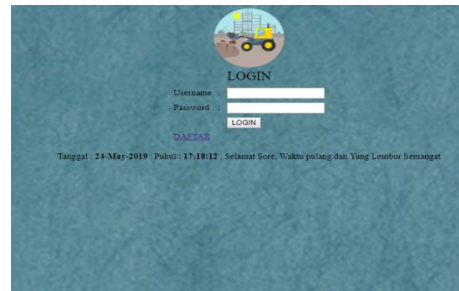 LOGIN
Username :
Password :
LOGIN
DAFTAR
Tanggal : 24-May-2019 | Pukul : 17:18:12 , Selamat Sore, Waktu pulang dan Yang Lembur Semangat